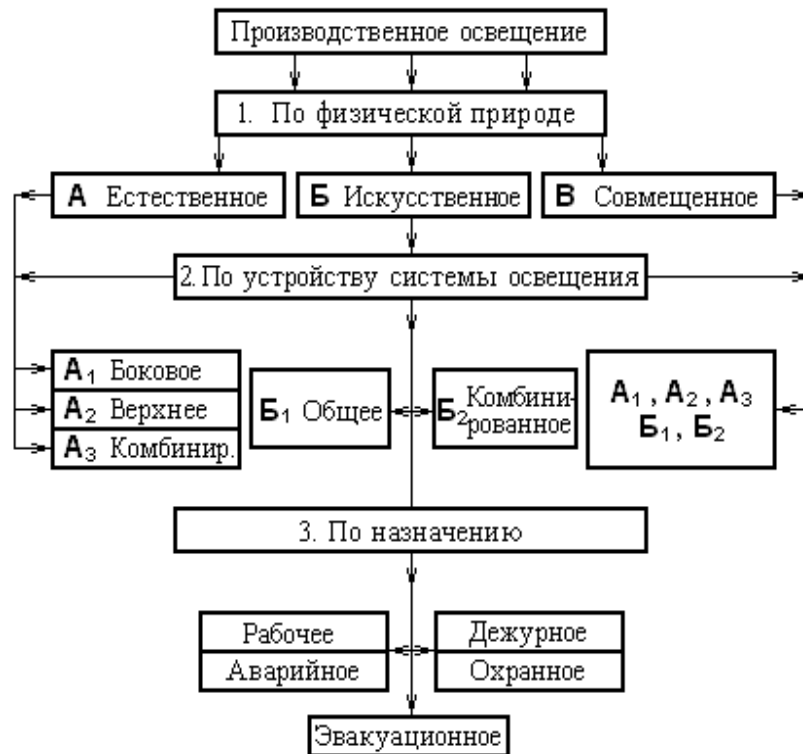 Производственное освещение
1. По физической природе
А Естественное
Б Искусственное
В Совмещенное
2. По устройству системы освещения
А1 Боковое
А2 Верхнее
А3 Комбинир.
Б1 Общее
Б2 Комбини-
рованное
А1, А2, А3
Б1, Б2
3. По назначению
Рабочее
Аварийное
Дежурное
Охранное
Эвакуационное